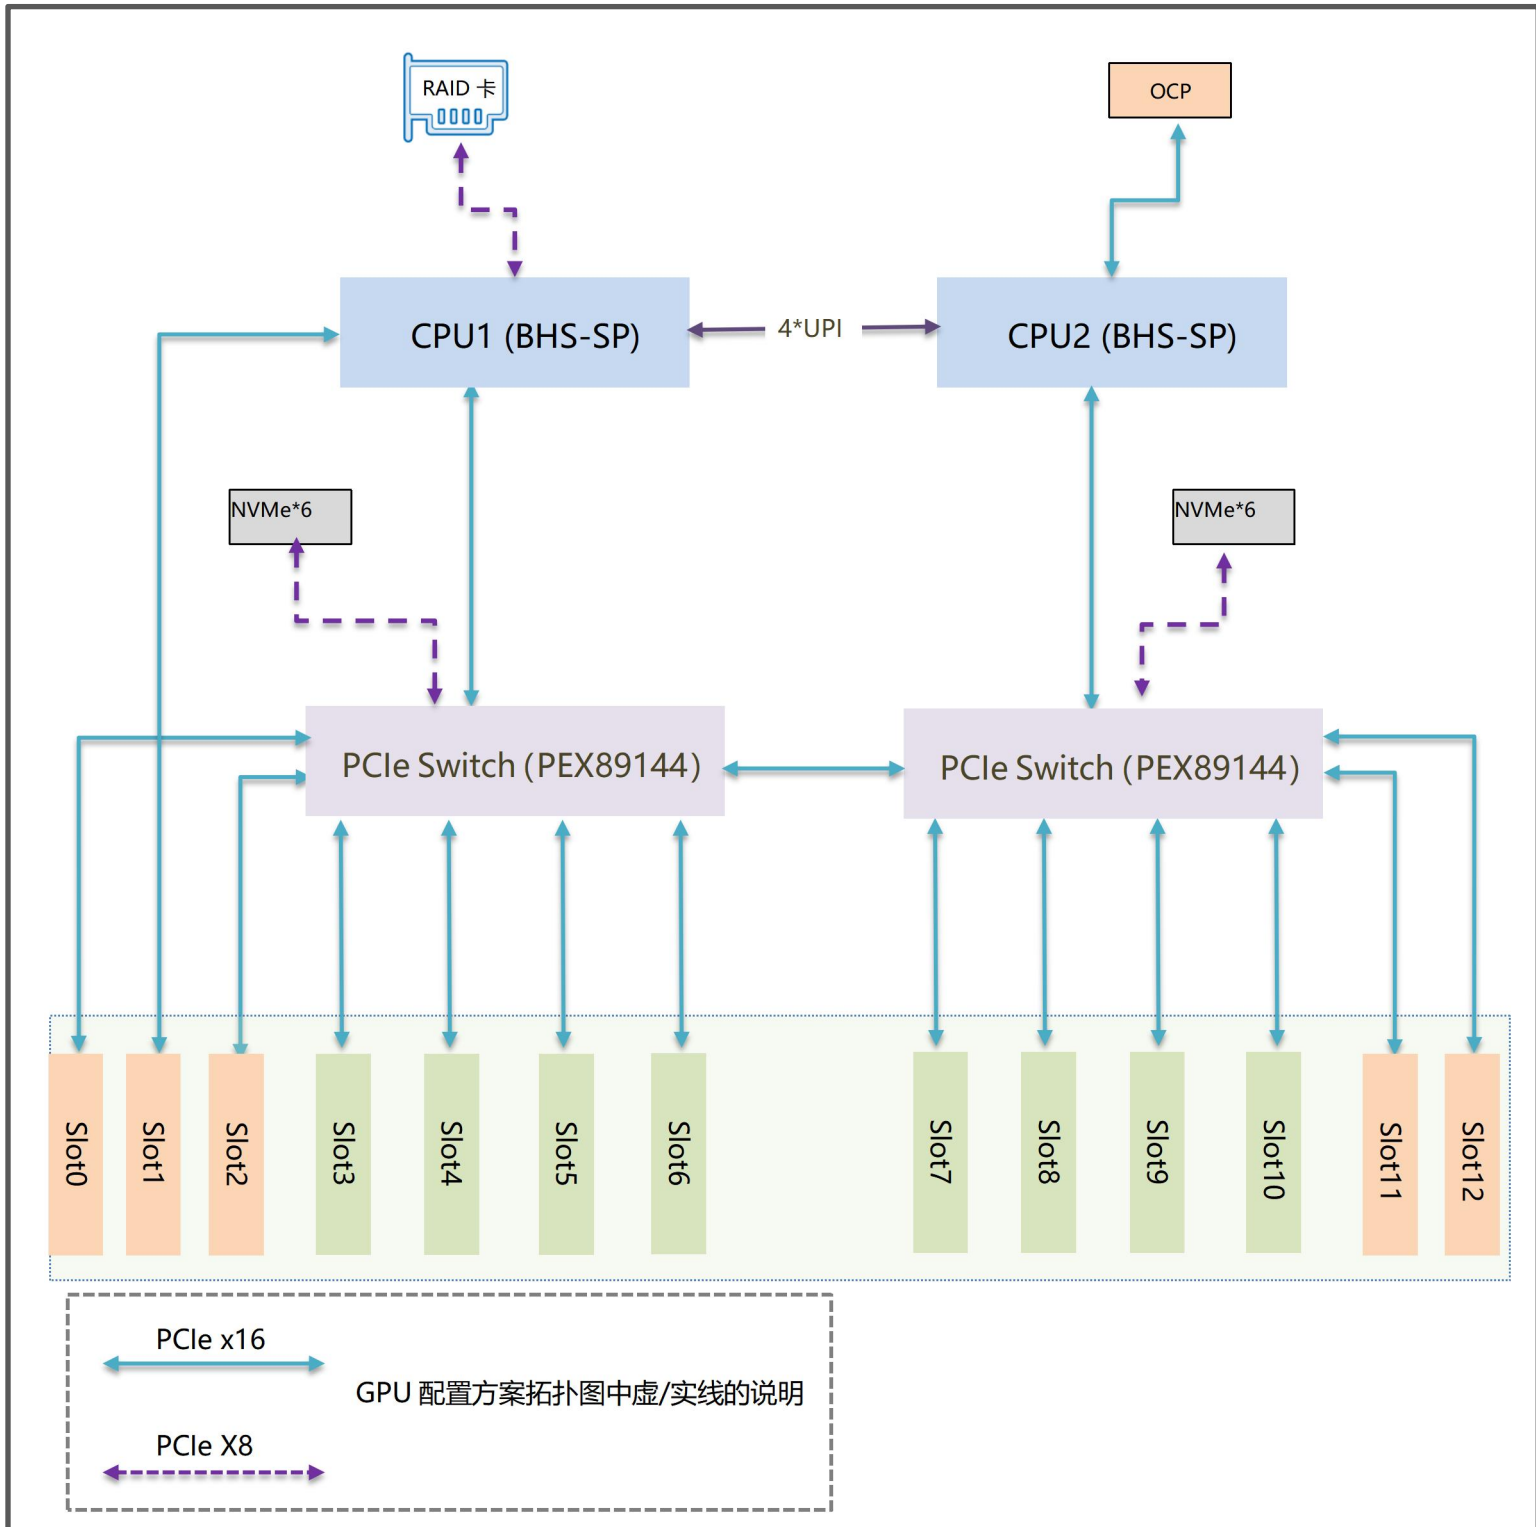 RAID 卡
OCP
CPU1 (BHS-SP)
4*UPI
CPU2 (BHS-SP)
NVMe*6
NVMe*6
PCIe Switch (PEX89144）
PCIe Switch (PEX89144）
Slot0
Slot1
Slot2
Slot3
Slot4
Slot5
Slot6
Slot7
Slot8
Slot9
Slot10
Slot11
Slot12
PCIe x16
GPU 配置方案拓扑图中虚/实线的说明
PCIe X8